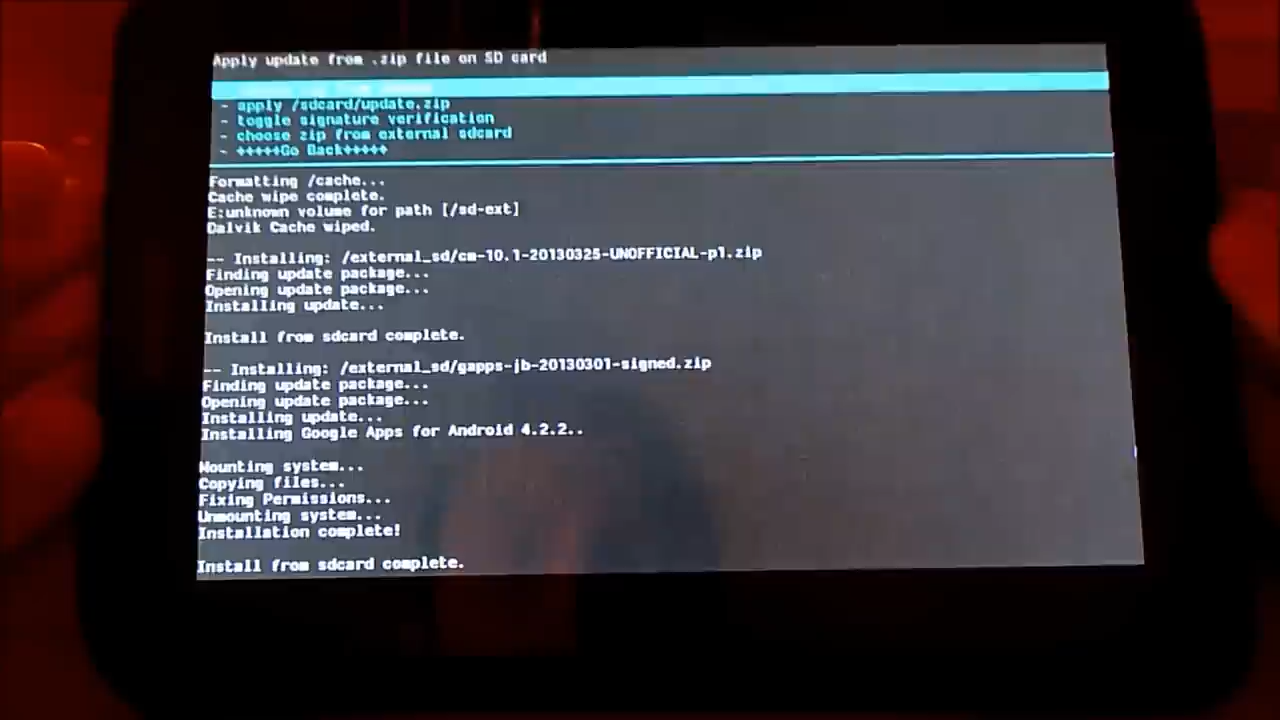 Apply update from .zip file on SD card
- apply /sdcard/update.zip
- toggle signature verification
- choose zip from external sdcard
- +++++Go Back+++++
Formatting /cache...
Cache wipe complete.
E:unknown volume for path [/sd-ext]
Dalvik Cache wiped.
-- Installing: /external_sd/cm-10.1-20130325-UNOFFICIAL-p1.zip
Finding update package...
Opening update package...
Installing update...
Install from sdcard complete.
-- Installing: /external_sd/gapps-jb-20130301-signed.zip
Finding update package...
Opening update package...
Installing update...
Installing Google Apps for Android 4.2.2..
Mounting system...
Copying files...
Fixing Permissions...
Unmounting system...
Installation complete!
Install from sdcard complete.